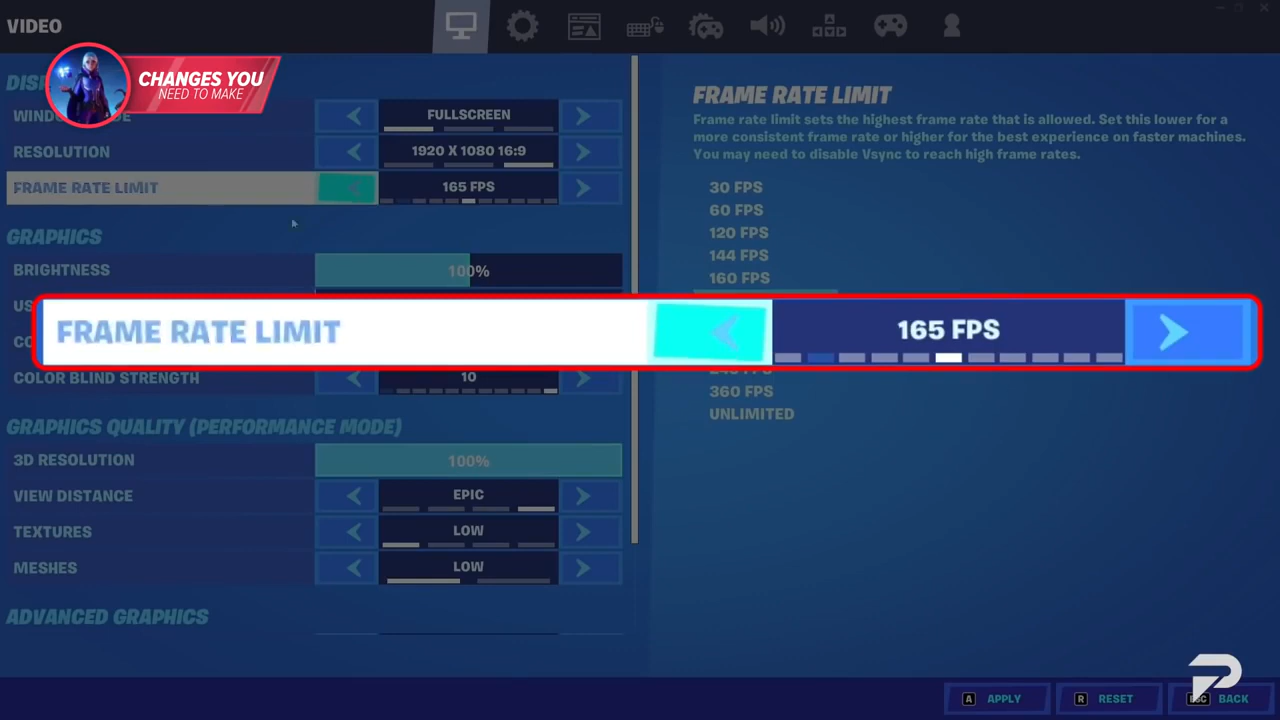 VIDEO
CHANGES YOU
NEED TO MAKE
FULLSCREEN
RESOLUTION
1920 X 1080 16:9
FRAME RATE LIMIT
165 FPS
GRAPHICS
BRIGHTNESS
100%
FRAME RATE LIMIT
165 FPS
COLOR BLIND STRENGTH
10
GRAPHICS QUALITY (PERFORMANCE MODE)
3D RESOLUTION
100%
VIEW DISTANCE
EPIC
TEXTURES
LOW
MESHES
LOW
ADVANCED GRAPHICS
FRAME RATE LIMIT
Frame rate limit sets the highest frame rate that is allowed. Set this lower for a
more consistent frame rate or higher for the best experience on faster machines.
You may need to disable Vsync to reach high frame rates.
30 FPS
60 FPS
120 FPS
144 FPS
160 FPS
360 FPS
UNLIMITED
A APPLY
R RESET
BACK